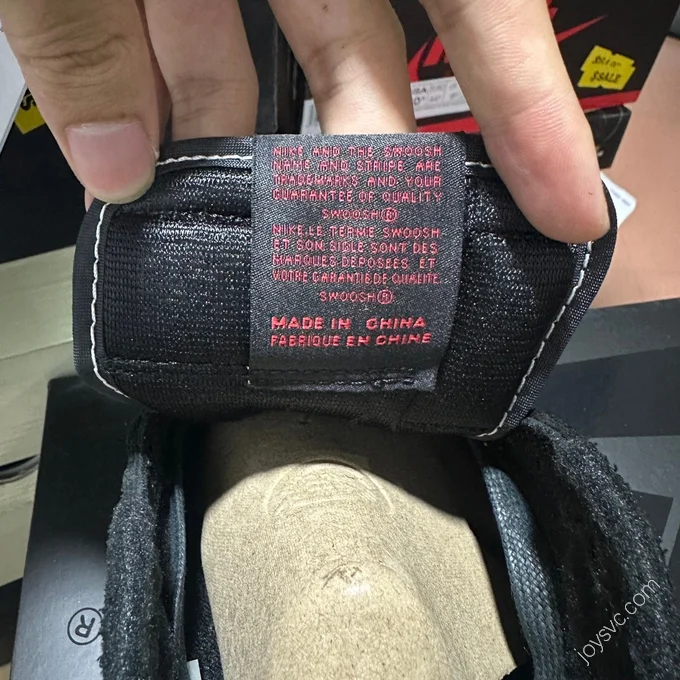 NIKE AND THE SWOOSH
NAME AND STRIPE ARE
TRADEMARKS AND YOUR
GUARANTEE OF QUALITY
SWOOSH®
NIKE.LE TERME SWOOSH
ET SON SIGLE SONT DES
MARQUES DEPOSEES ET
VOTRE GARANTIE DE QUALITE.
SWOOSH®
MADE IN CHINA
FABRIQUE EN CHINE
®
joysvc.com